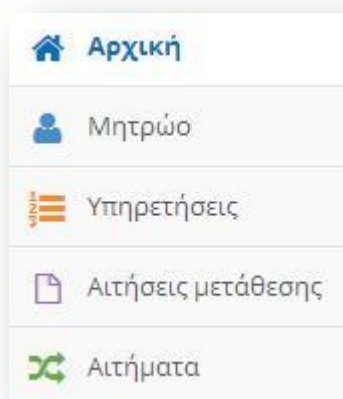 Αρχική
Μητρώο
Υπηρετήσεις
Αιτήσεις μετάθεσης
Αιτήματα